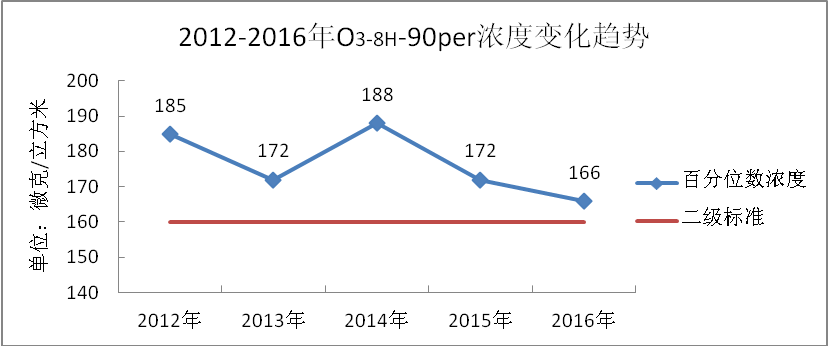 2012-2016年O3-8H-90per浓度变化趋势
单位：微克/立方米
200
190
180
170
160
150
140
185
172
188
172
166
2012年
2013年
2014年
2015年
2016年
百分位数浓度
二级标准